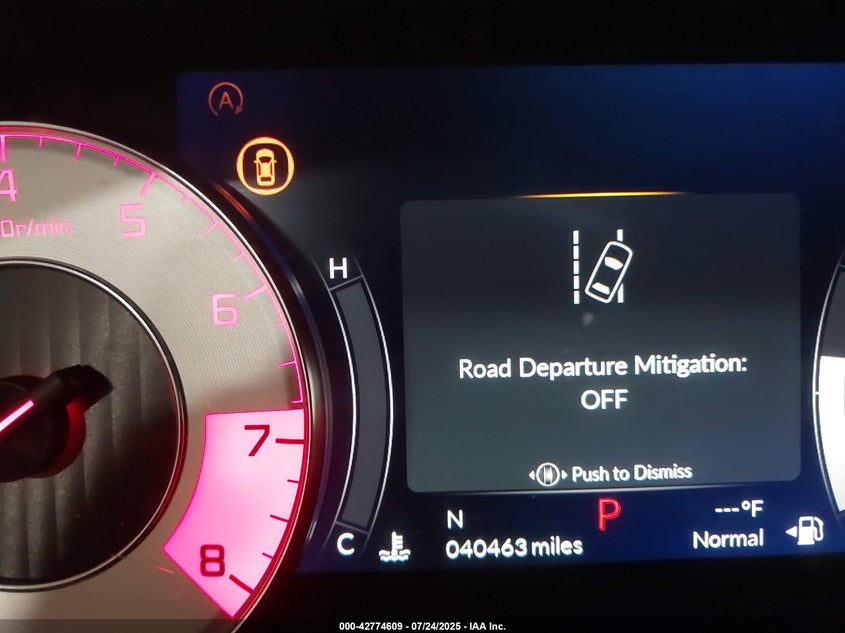 A
4
5
0r/min
6
7
8
H
C
Road Departure Mitigation:
OFF
Push to Dismiss
N
P
---°F
040463 miles
Normal
000-42774609 - 07/24/2025 - IAA Inc.